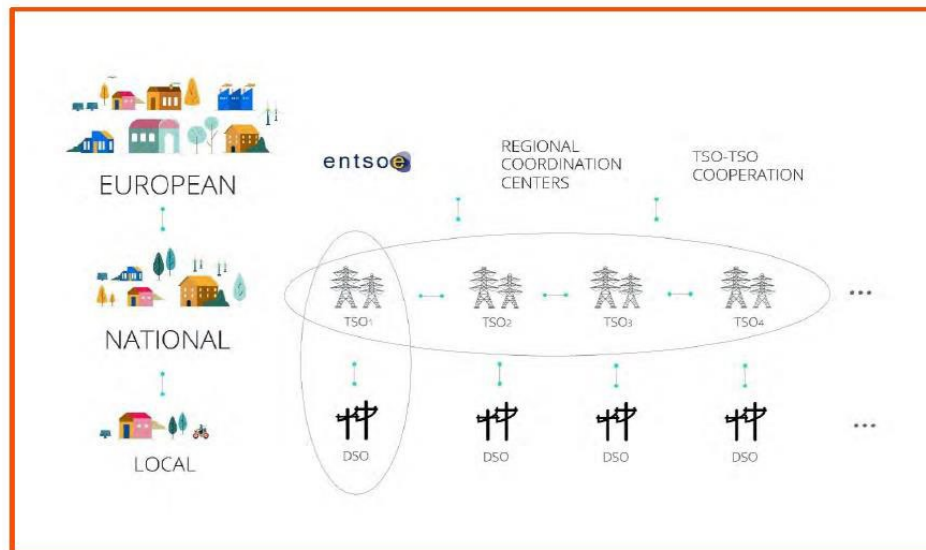 EUROPEAN
NATIONAL
LOCAL
entsoe
REGIONAL
COORDINATION
CENTERS
TSO-TSO
COOPERATION
TSO1
TSO2
TSO3
TSO4
...
DSO
DSO
DSO
DSO
...